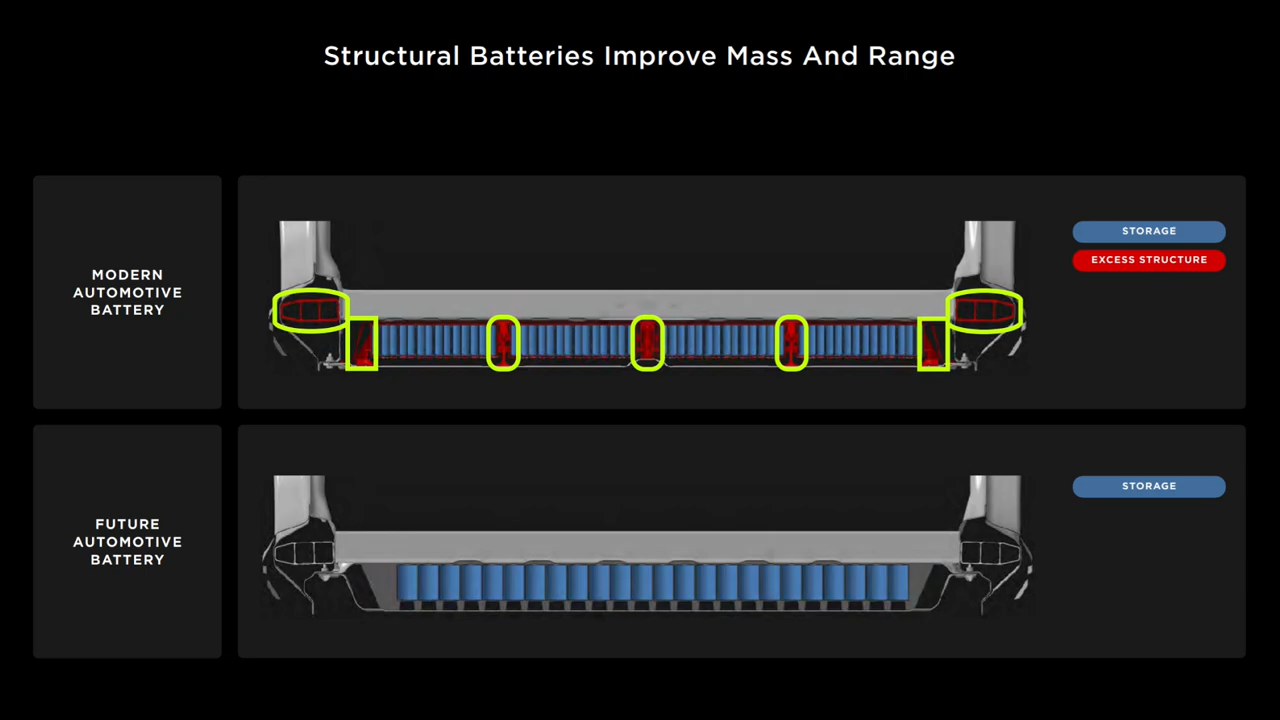 Structural Batteries Improve Mass And Range
MODERN
AUTOMOTIVE
BATTERY
STORAGE
EXCESS STRUCTURE
FUTURE
AUTOMOTIVE
BATTERY
STORAGE